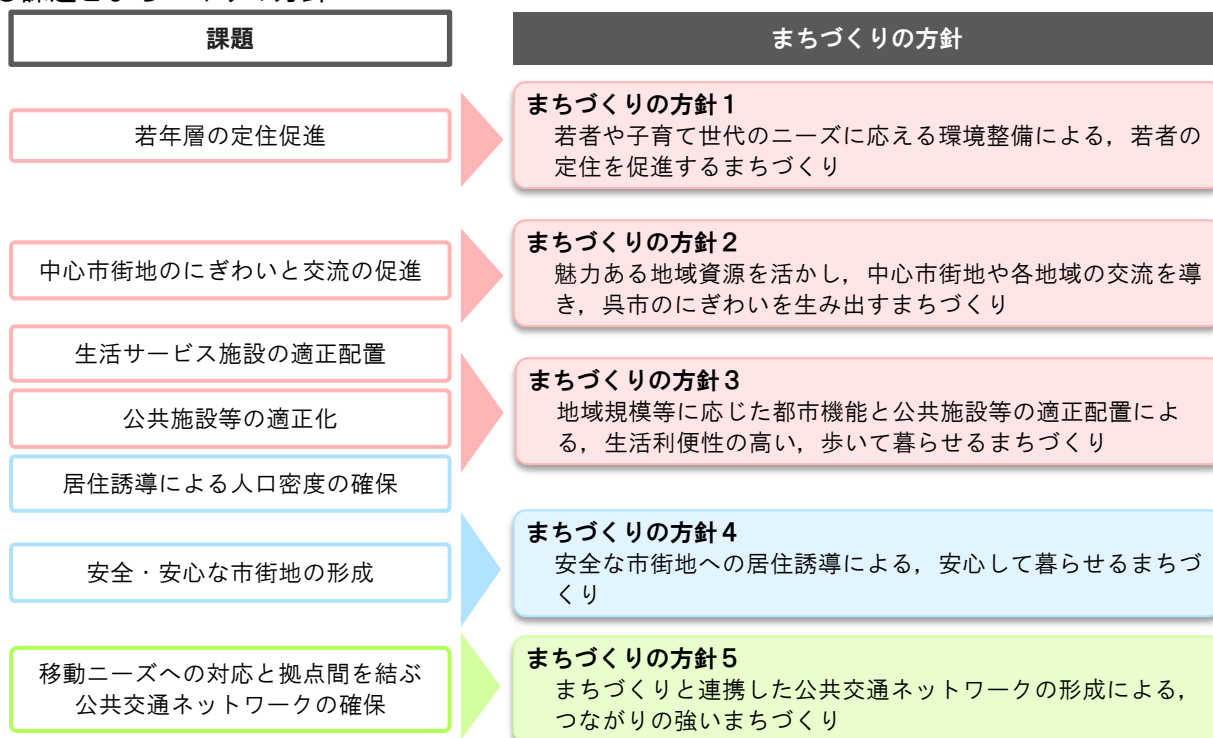 課題
まちづくりの方針
若年層の定住促進
まちづくりの方針1
若者や子育て世代のニーズに応える環境整備による，若者の
定住を促進するまちづくり
中心市街地のにぎわいと交流の促進
まちづくりの方針2
魅力ある地域資源を活かし，中心市街地や各地域の交流を導
き，呉市のにぎわいを生み出すまちづくり
生活サービス施設の適正配置
公共施設等の適正化
まちづくりの方針3
地域規模等に応じた都市機能と公共施設等の適正配置によ
る，生活利便性の高い，歩いて暮らせるまちづくり
居住誘導による人口密度の確保
安全・安心な市街地の形成
まちづくりの方針4
安全な市街地への居住誘導による，安心して暮らせるまちづ
くり
移動ニーズへの対応と拠点間を結ぶ
公共交通ネットワークの確保
まちづくりの方針5
まちづくりと連携した公共交通ネットワークの形成による，
つながりの強いまちづくり